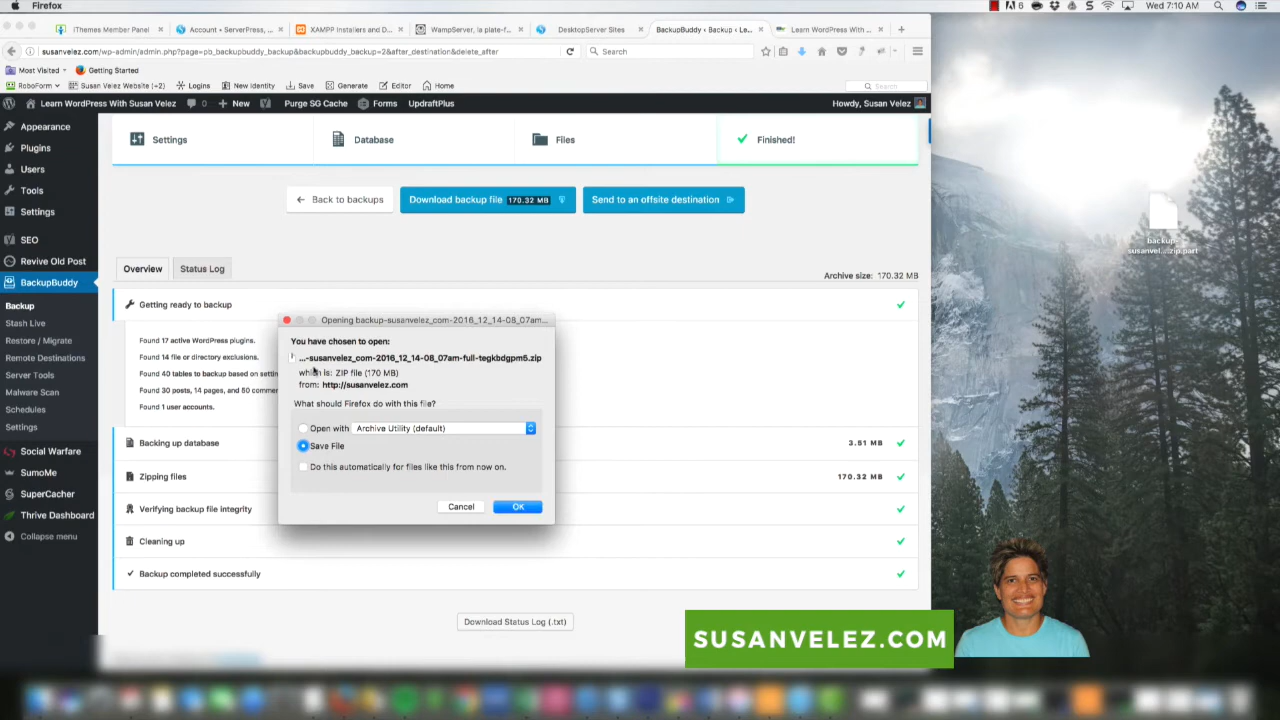 Firefox
6
Wed 7:10 AM
iThemes Member Panel
Account • ServerPress, ...
XAMPP Installers and D...
WampServer, la plate-f...
DesktopServer Sites
BackupBuddy ‹ Backup ‹ Le...
Learn WordPress With ...
susanvelez.com/wp-admin/admin.php?page=pb_backupbuddy_backup&backupbuddy_backup=2&after_destination&delete_after
Search
Most Visited
Getting Started
RoboForm
Susan Velez Website (+2)
Logins
New Identity
Save
Generate
Editor
Home
Search
Learn WordPress With Susan Velez
0
New
Purge SG Cache
Forms
UpdraftPlus
Howdy, Susan Velez
Appearance
Plugins
Users
Tools
Settings
SEO
Revive Old Post
BackupBuddy
Backup
Stash Live
Restore / Migrate
Remote Destinations
Server Tools
Malware Scan
Schedules
Settings
Social Warfare
SumoMe
SuperCacher
Thrive Dashboard
Collapse menu
Settings
Database
Files
Finished!
Back to backups
Download backup file 170.32 MB
Send to an offsite destination
Overview
Status Log
Archive size: 170.32 MB
Getting ready to backup
Found 17 active WordPress plugins.
Found 14 file or directory exclusions.
Found 40 tables to backup based on settin
Found 30 posts, 14 pages, and 50 comme
Found 1 user accounts.
Backing up database
3.51 MB
Zipping files
170.32 MB
Verifying backup file integrity
Cleaning up
Backup completed successfully
Download Status Log (.txt)
Opening backup-susanvelez_com-2016_12_14-08_07am...
You have chosen to open:
...-susanvelez_com-2016_12_14-08_07am-full-tegkbdgpm5.zip
which is: ZIP file (170 MB)
from: http://susanvelez.com
What should Firefox do with this file?
Open with
Archive Utility (default)
Save File
Do this automatically for files like this from now on.
Cancel
OK
backup-
susanvel...zip.part
SUSANVELEZ.COM